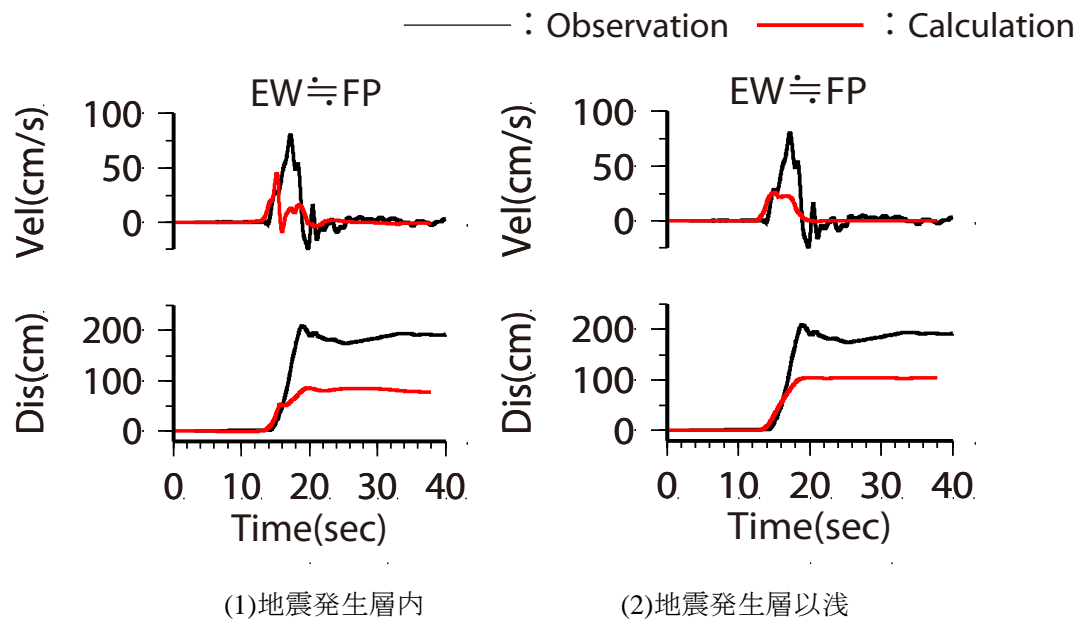 : Observation : Calculation
EW≒FP EW≒FP
Vel(cm/s) 100 50 0
Vel(cm/s) 100 50 0
Dis(cm) 200 100 0
Dis(cm) 200 100 0
0 10 20 30 40
0 10 20 30 40
Time(sec) Time(sec)
(1)地震発生層内 (2)地震発生層以浅